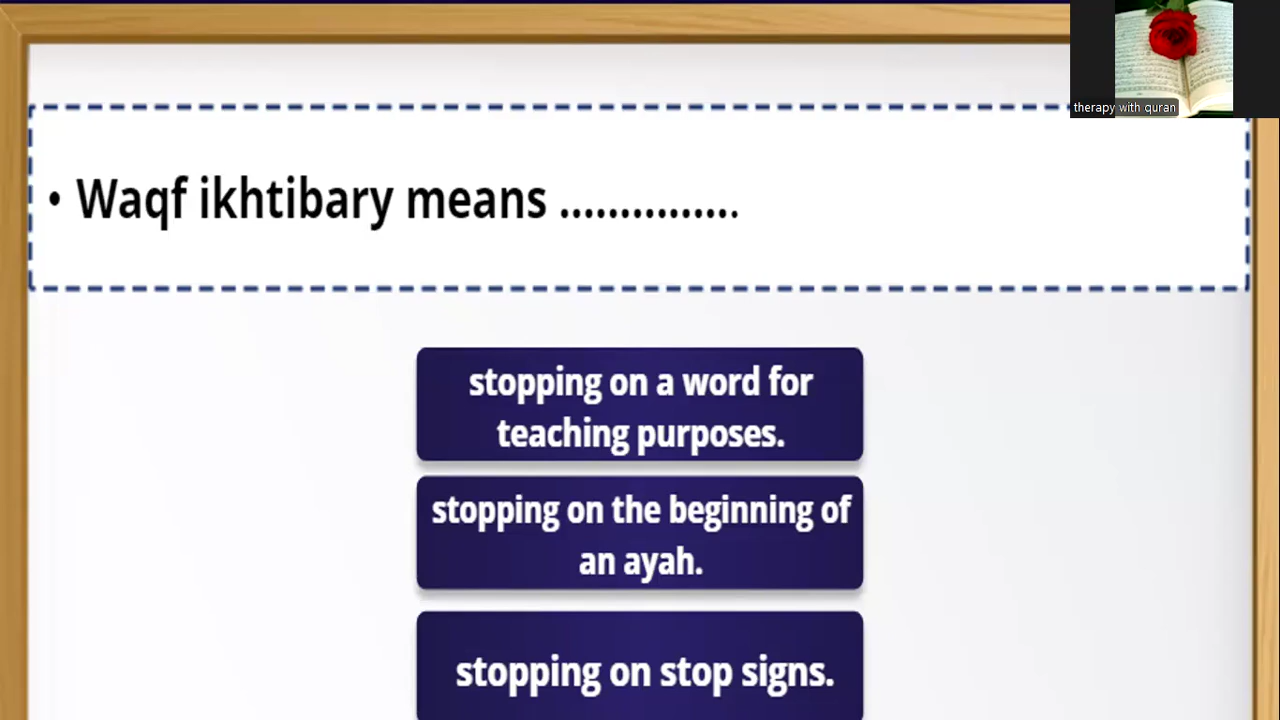 therapy with quran
• Waqf ikhtibary means ...............
stopping on a word for
teaching purposes.
stopping on the beginning of
an ayah.
stopping on stop signs.